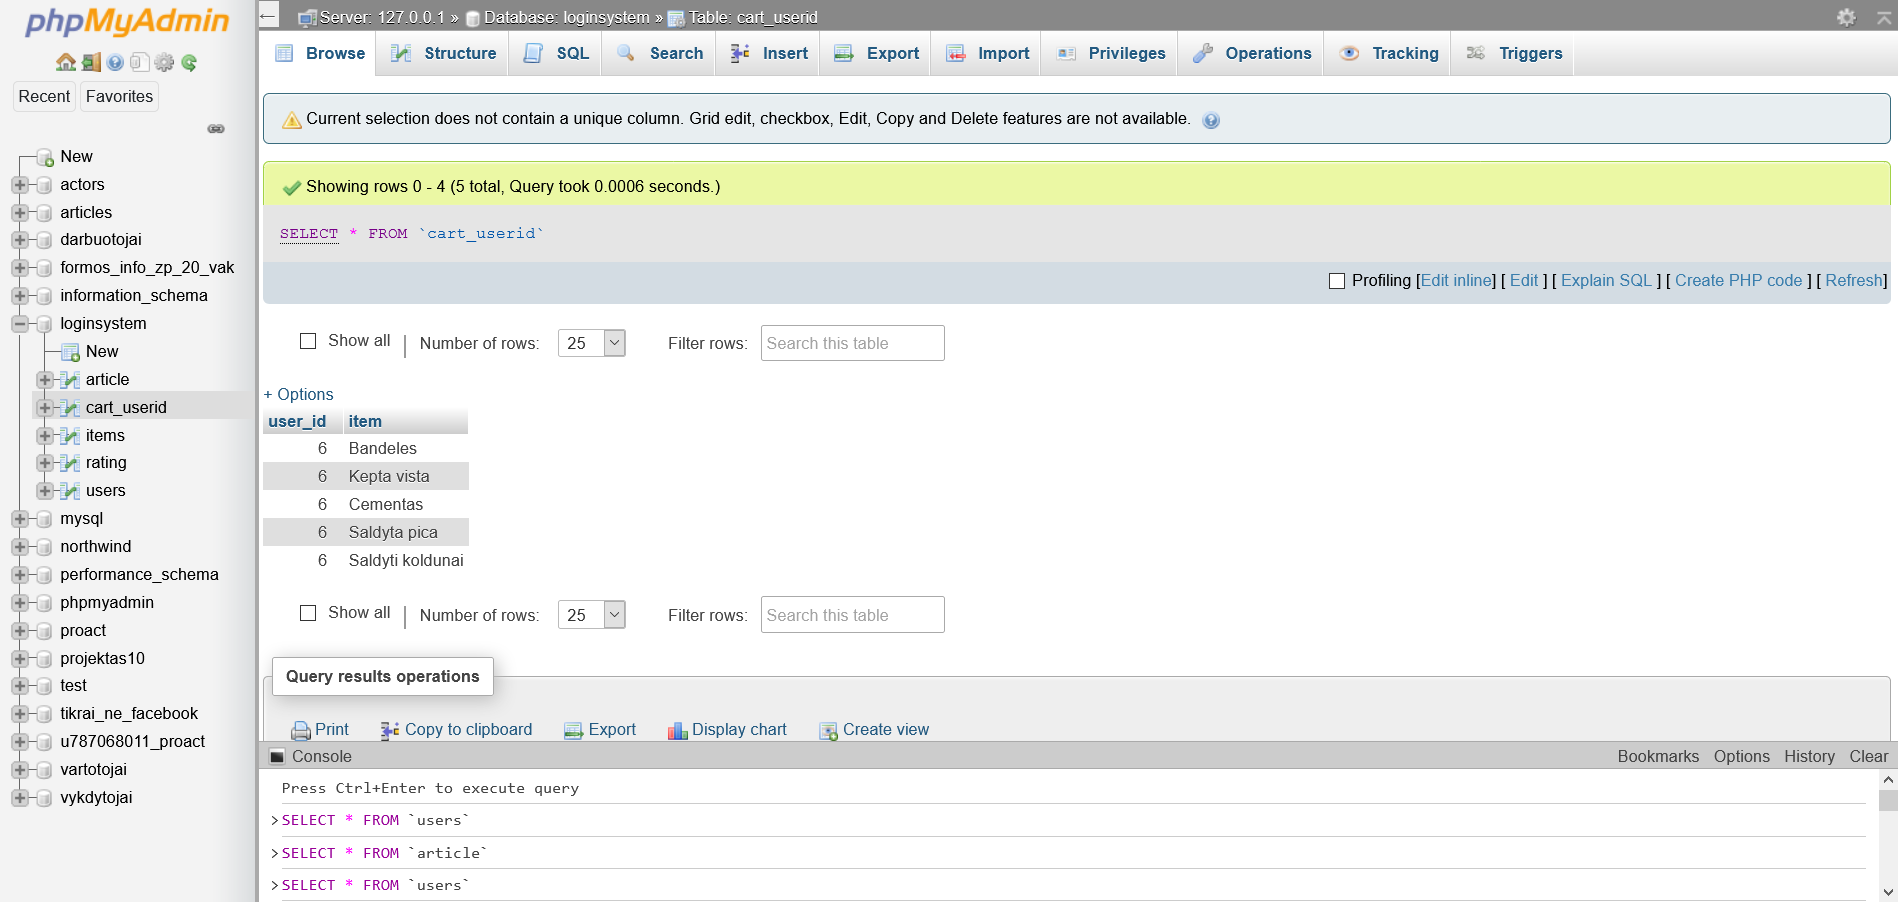 phpMyAdmin
Recent
Favorites
New
actors
articles
darbuotojai
formos_info_zp_20_vak
information_schema
loginsystem
New
article
cart_userid
items
rating
users
mysql
northwind
performance_schema
phpmyadmin
proact
projektas10
test
tikrai_ne_facebook
u787068011_proact
vartotojai
vykdytojai
Server: 127.0.0.1 » Database: loginsystem » Table: cart_userid
Browse
Structure
SQL
Search
Insert
Export
Import
Privileges
Operations
Tracking
Triggers
Current selection does not contain a unique column. Grid edit, checkbox, Edit, Copy and Delete features are not available.
Showing rows 0 - 4 (5 total, Query took 0.0006 seconds.)
SELECT * FROM `cart_userid`
Profiling [Edit inline] [ Edit ] [ Explain SQL ] [ Create PHP code ] [ Refresh]
Show all | Number of rows: 25 Filter rows: Search this table
+ Options
user_id item
6 Bandeles
6 Kepta vista
6 Cementas
6 Saldyta pica
6 Saldyti koldunai
Show all | Number of rows: 25 Filter rows: Search this table
Query results operations
Print
Copy to clipboard
Export
Display chart
Create view
Console
Bookmarks Options History Clear
Press Ctrl+Enter to execute query
>SELECT * FROM `users`
>SELECT * FROM `article`
>SELECT * FROM `users`